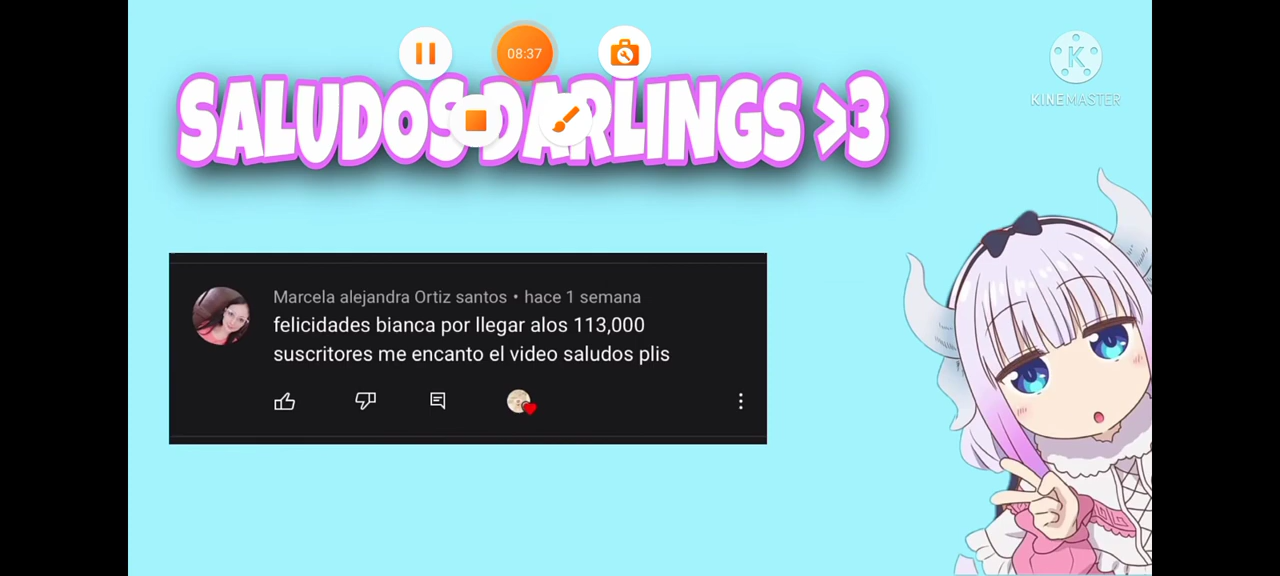 08:37
SALUDOS DARLINGS >3
KINEMASTER
Marcela alejandra Ortiz santos • hace 1 semana
felicidades bianca por llegar alos 113,000
suscritores me encanto el video saludos plis